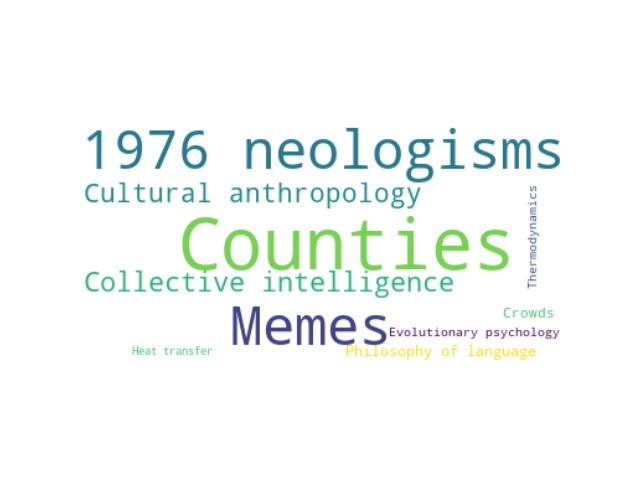 1976 neologisms
Cultural anthropology
Thermodynamics
Counties
Collective intelligence
Memes
Crowds
Evolutionary psychology
Heat transfer
Philosophy of language